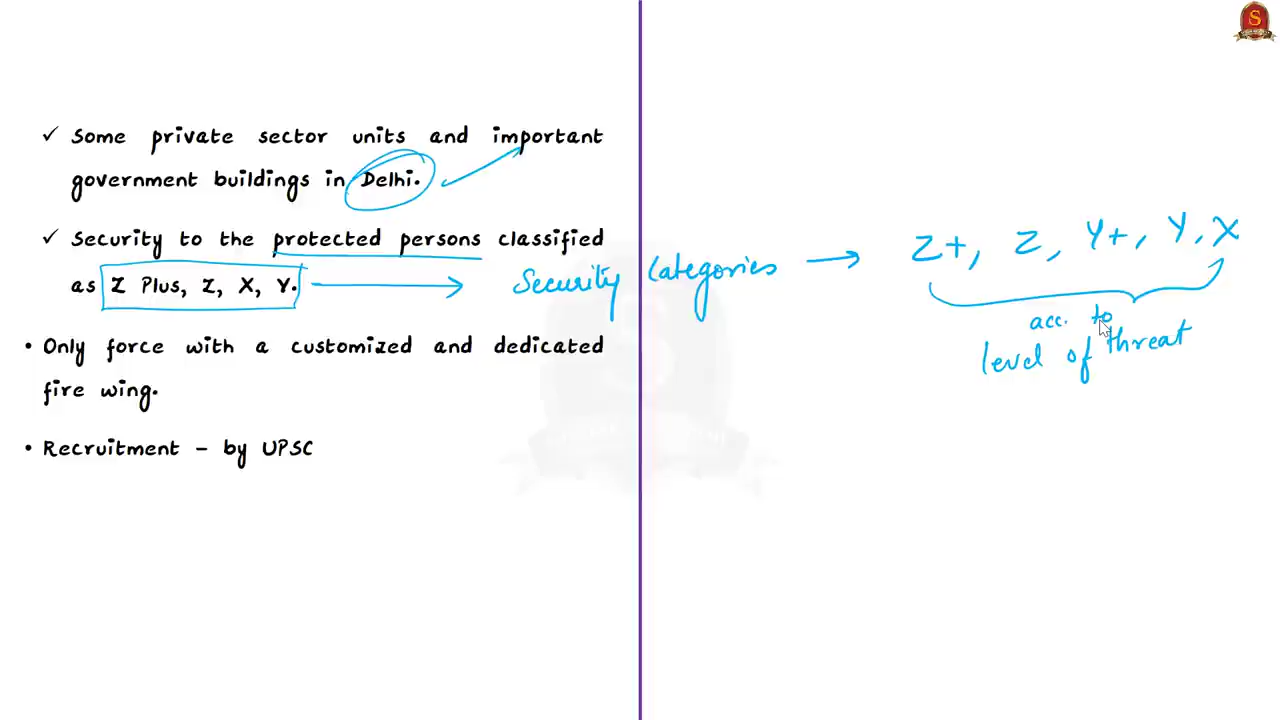 ✓ Some private sector units and important
government buildings in Delhi.
✓ Security to the protected persons classified
as Z Plus, Z, X, Y.
• Only force with a customized and dedicated
fire wing.
• Recruitment – by UPSC
Security Categories → Z+, Z, Y+, Y, X
acc. to
level of threat
S